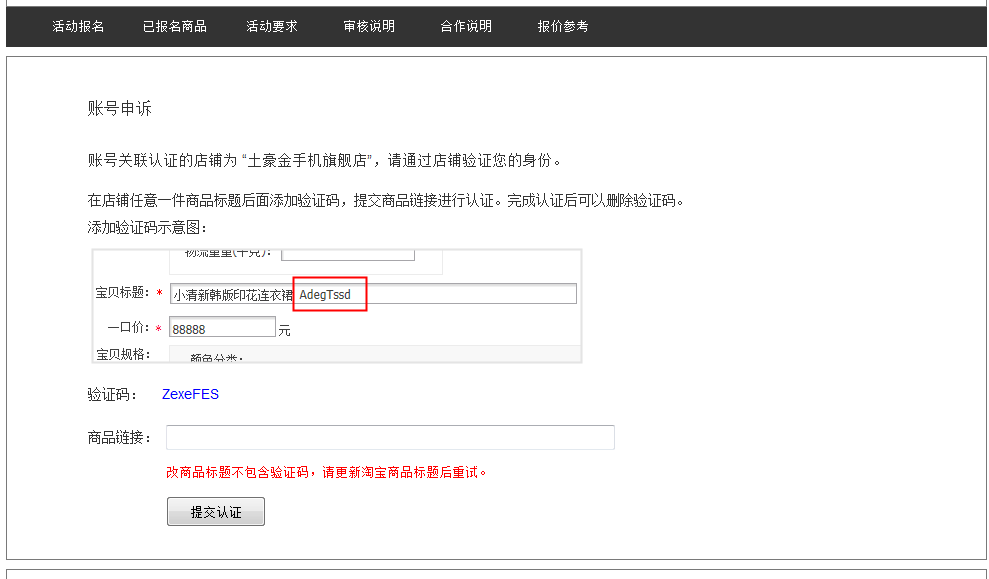 活动报名 已报名商品 活动要求 审核说明 合作说明 报价参考
账号申诉
账号关联认证的店铺为 “土豪金手机旗舰店”，请通过店铺验证您的身份。
在店铺任意一件商品标题后面添加验证码，提交商品链接进行认证。完成认证后可以删除验证码。
添加验证码示意图：
物流重量(千克)：
宝贝标题：* 小清新韩版印花连衣裙 AdegTssd
一口价：* 88888 元
宝贝规格： 颜色分类：
验证码： ZexeFES
商品链接：
改商品标题不包含验证码，请更新淘宝商品标题后重试。
提交认证